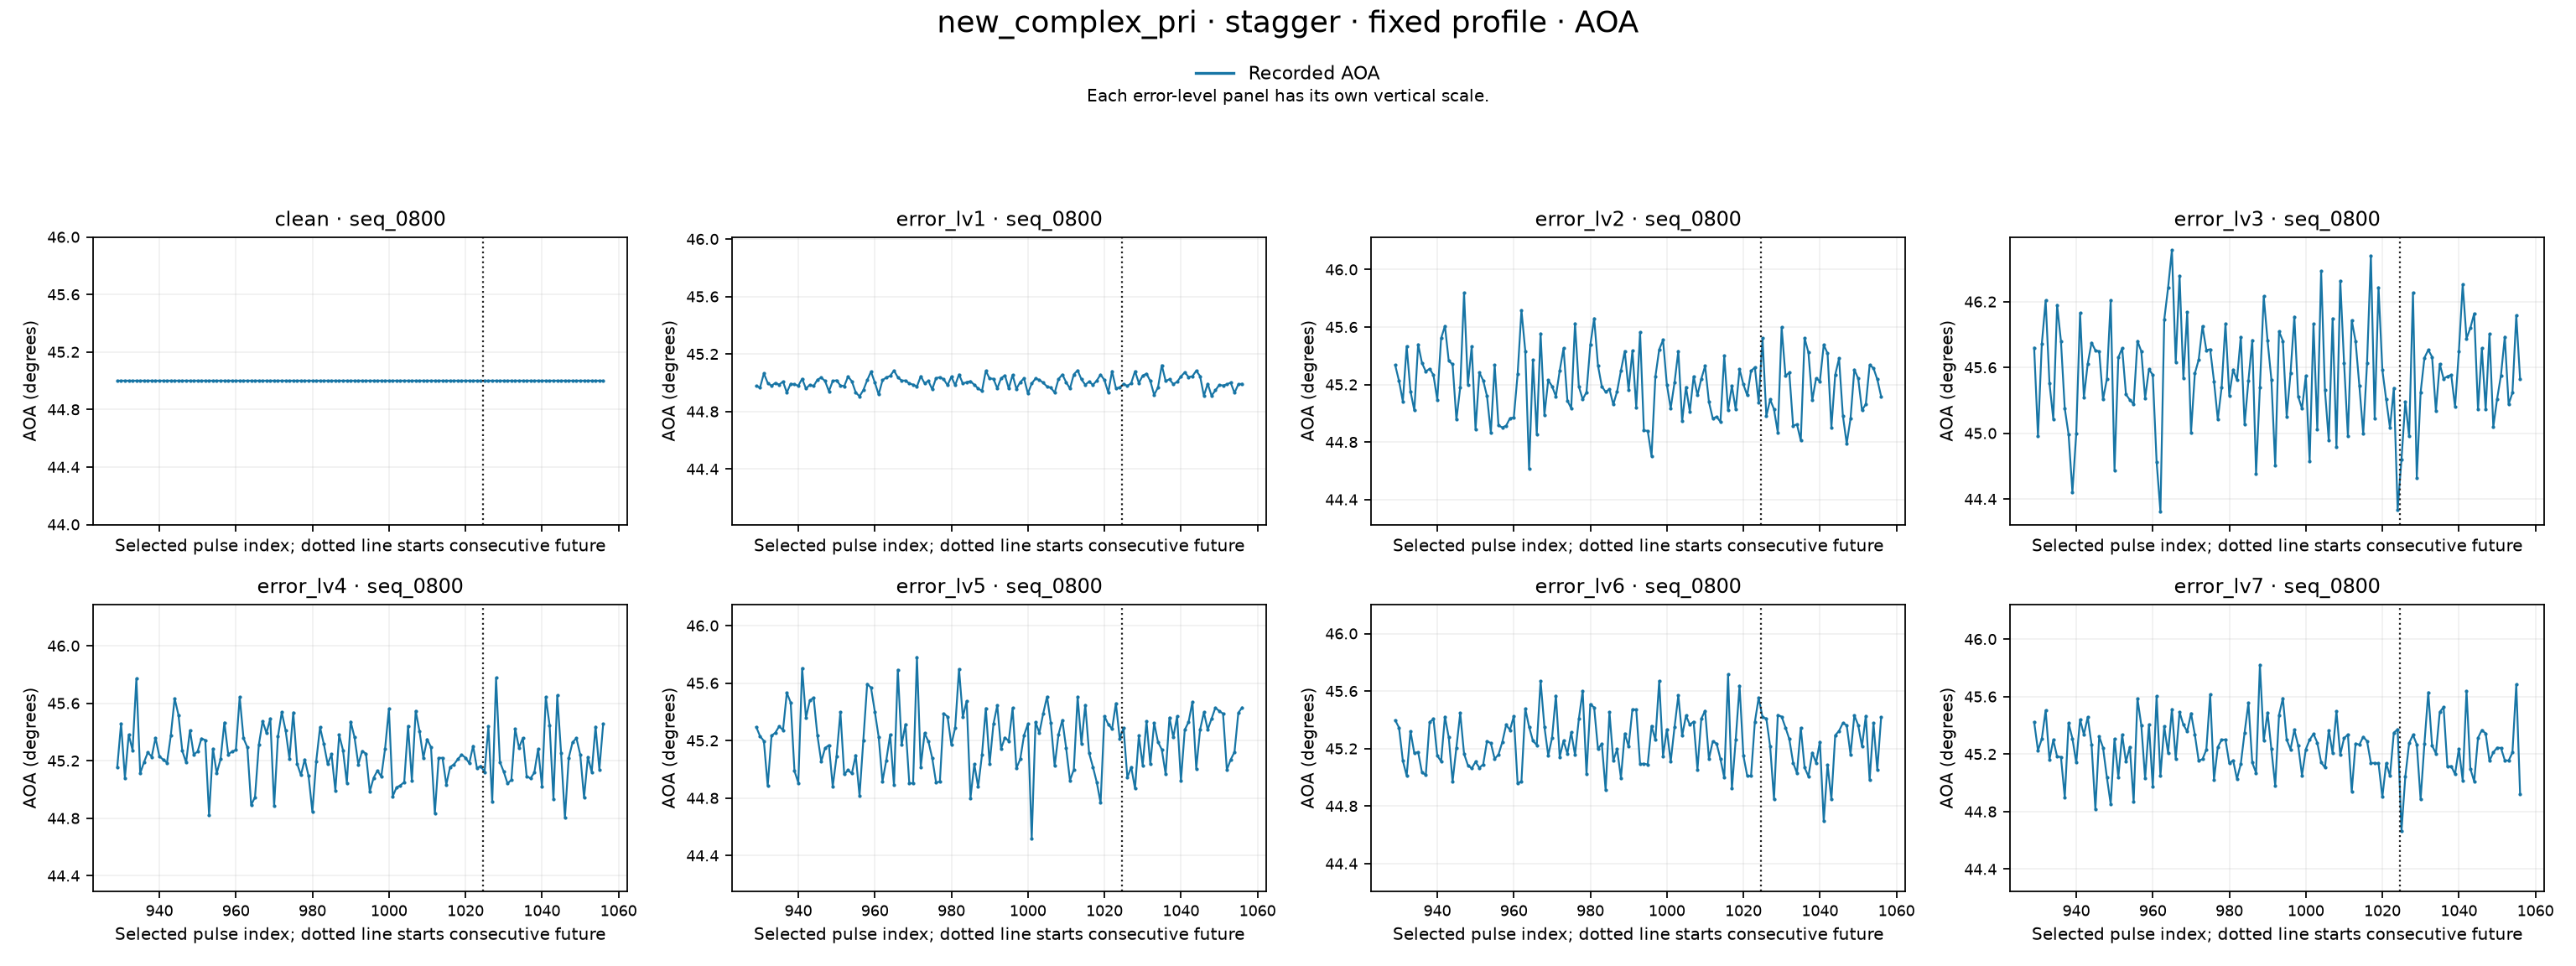 new_complex_pri · stagger · fixed profile · AOA
Recorded AOA
Each error-level panel has its own vertical scale.
clean · seq_0800
AOA (degrees)
46.0
45.6
45.2
44.8
44.4
44.0
Selected pulse index; dotted line starts consecutive future
error_lv1 · seq_0800
AOA (degrees)
46.0
45.6
45.2
44.8
44.4
Selected pulse index; dotted line starts consecutive future
error_lv2 · seq_0800
AOA (degrees)
46.0
45.6
45.2
44.8
44.4
Selected pulse index; dotted line starts consecutive future
error_lv3 · seq_0800
AOA (degrees)
46.2
45.6
45.0
44.4
Selected pulse index; dotted line starts consecutive future
error_lv4 · seq_0800
AOA (degrees)
46.0
45.6
45.2
44.8
44.4
940 960 980 1000 1020 1040 1060
Selected pulse index; dotted line starts consecutive future
error_lv5 · seq_0800
AOA (degrees)
46.0
45.6
45.2
44.8
44.4
940 960 980 1000 1020 1040 1060
Selected pulse index; dotted line starts consecutive future
error_lv6 · seq_0800
AOA (degrees)
46.0
45.6
45.2
44.8
44.4
940 960 980 1000 1020 1040 1060
Selected pulse index; dotted line starts consecutive future
error_lv7 · seq_0800
AOA (degrees)
46.0
45.6
45.2
44.8
44.4
940 960 980 1000 1020 1040 1060
Selected pulse index; dotted line starts consecutive future